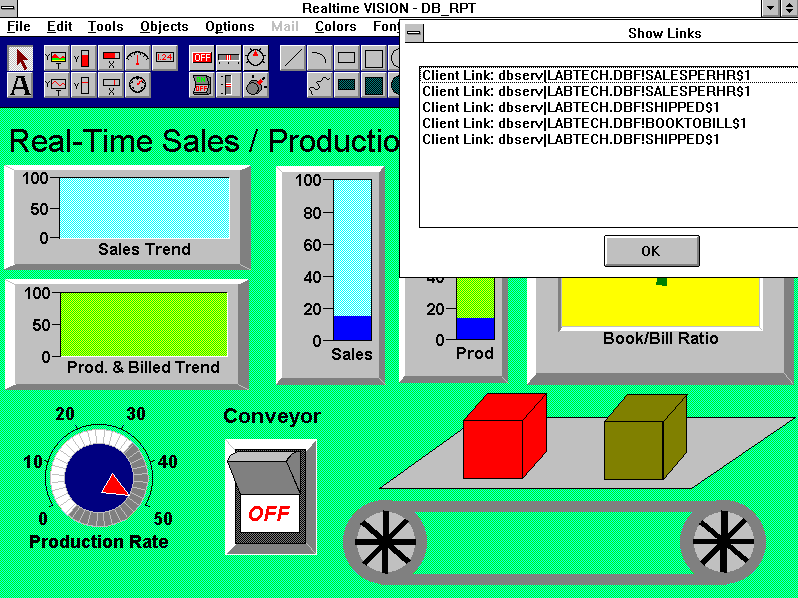 Realtime VISION - DB_RPT
File Edit Tools Objects Options Mail Colors Fon
Show Links
Y X 1.24 OFF
A Y Y X OFF
Client Link: dbserv|LABTECH.DBF!SALESPERHR$1
Client Link: dbserv|LABTECH.DBF!SALESPERHR$1
Client Link: dbserv|LABTECH.DBF!SHIPPED$1
Client Link: dbserv|LABTECH.DBF!BOOKTOBILL$1
Client Link: dbserv|LABTECH.DBF!SHIPPED$1
OK
Real-Time Sales / Productio
100
50
0
Sales Trend
100
50
0
Prod. & Billed Trend
100
80
60
40
20
0
Sales
40
20
0
Prod
Book/Bill Ratio
0 10 20 30 40 50
Production Rate
Conveyor
OFF